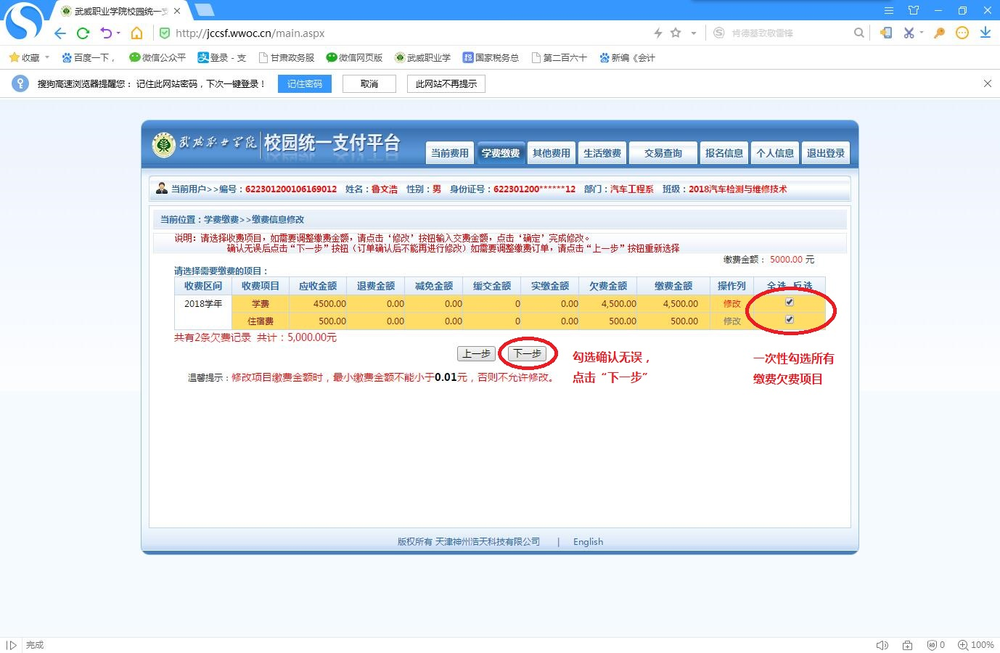 武威职业学院校园统一支
http://jccsf.wwoc.cn/main.aspx
肯德基致敬雷锋
收藏 百度一下， 微信公众平 登录 - 支 甘肃政务服 微信网页版 武威职业学 国家税务总 第二百六十 新编《会计
搜狗高速浏览器提醒您： 记住此网站密码，下次一键登录！ 记住密码 取消 此网站不再提示
武威职业学院 校园统一支付平台
当前费用 学费缴费 其他费用 生活缴费 交易查询 报名信息 个人信息 退出登录
当前用户>>编号：622301200106169012 姓名：鲁文浩 性别：男 身份证号：622301200******12 部门：汽车工程系 班级：2018汽车检测与维修技术
当前位置：学费缴费>>缴费信息修改
说明：请选择收费项目，如需要调整缴费金额，请点击‘修改’按钮输入交费金额，点击‘确定’完成修改。
确认无误后点击“下一步”按钮（订单确认后不能再进行修改）如需要调整缴费订单，请点击“上一步”按钮重新选择
缴费金额： 5000.00 元
请选择需要缴费的项目：
收费区间 收费项目 应收金额 退费金额 减免金额 缓交金额 实缴金额 欠费金额 缴费金额 操作列 全选 反选
2018学年 学费 4500.00 0.00 0.00 0 0.00 4,500.00 4,500.00 修改
住宿费 500.00 0.00 0.00 0 0.00 500.00 500.00 修改
共有2条欠费记录 共计：5,000.00元
上一步 下一步
勾选确认无误，
点击“下一步”
一次性勾选所有
缴费欠费项目
温馨提示：修改项目缴费金额时，最小缴费金额不能小于0.01元，否则不允许修改。
版权所有 天津神州浩天科技有限公司 | English
完成
0 100%